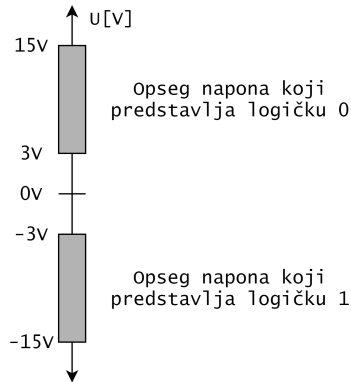 U[V]
15V
Opseg napona koji
predstavlja logičku 0
3V
0V
-3V
Opseg napona koji
predstavlja logičku 1
-15V